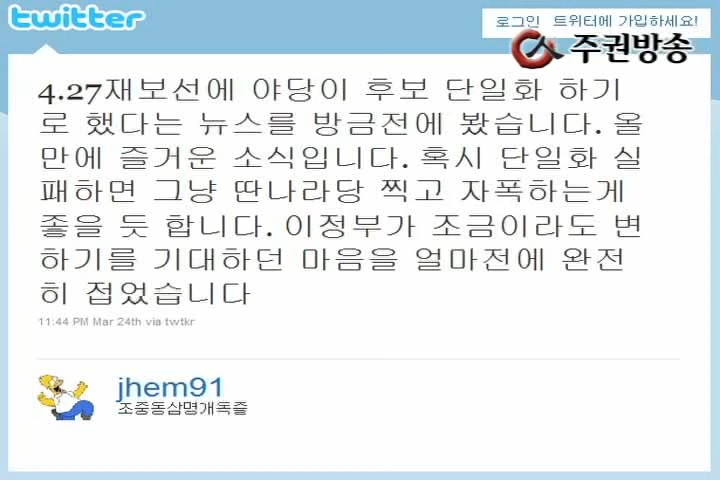 twitter
로그인 트위터에 가입하세요!
주권방송
4.27재보선에 야당이 후보 단일화 하기
로 했다는 뉴스를 방금전에 봤습니다. 올
만에 즐거운 소식입니다. 혹시 단일화 실
패하면 그냥 딴나라당 찍고 자폭하는게
좋을 듯 합니다. 이정부가 조금이라도 변
하기를 기대하던 마음을 얼마전에 완전
히 접었습니다
11:44 PM Mar 24th via twtkr
jhem91
조중동삼명개독즐